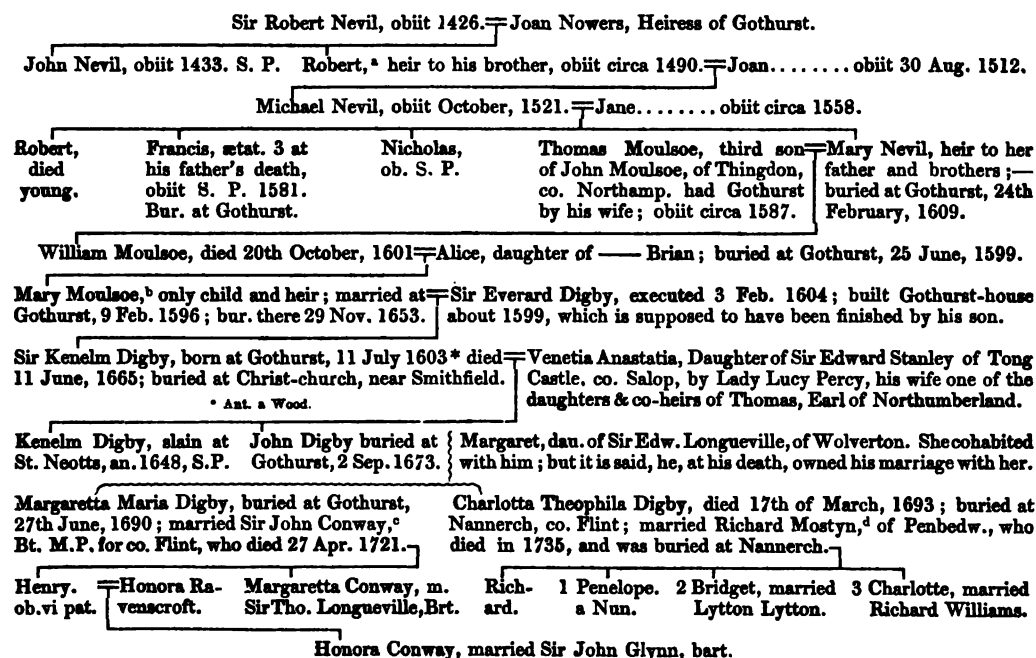 Sir Robert Nevil, obiit 1426.=Joan Nowers, Heiress of Gothurst.
John Nevil, obiit 1433. S. P. Robert,ᵃ heir to his brother, obiit circa 1490.=Joan........obiit 30 Aug. 1512.
Michael Nevil, obiit October, 1521.=Jane........obiit circa 1558.
Robert,
died
young.
Francis, ætat. 3 at
his father's death,
obiit S. P. 1581.
Bur. at Gothurst.
Nicholas,
ob. S. P.
Thomas Moulsoe, third son
of John Moulsoe, of Thingdon,
co. Northamp. had Gothurst
by his wife; obiit circa 1587.
=Mary Nevil, heir to her
father and brothers;—
buried at Gothurst, 24th
February, 1609.
William Moulsoe, died 20th October, 1601=Alice, daughter of —— Brian; buried at Gothurst, 25 June, 1599.
Mary Moulsoe,ᵇ only child and heir; married at
Gothurst, 9 Feb. 1596; bur. there 29 Nov. 1653.
=Sir Everard Digby, executed 3 Feb. 1604; built Gothurst-house
about 1599, which is supposed to have been finished by his son.
Sir Kenelm Digby, born at Gothurst, 11 July 1603* died
11 June, 1665; buried at Christ-church, near Smithfield.
* Ant. a Wood.
=Venetia Anastatia, Daughter of Sir Edward Stanley of Tong
Castle. co. Salop, by Lady Lucy Percy, his wife one of the
daughters & co-heirs of Thomas, Earl of Northumberland.
Kenelm Digby, slain at
St. Neotts, an. 1648, S.P.
John Digby buried at
Gothurst, 2 Sep. 1673.
Margaret, dau. of Sir Edw. Longueville, of Wolverton. She cohabited
with him; but it is said, he, at his death, owned his marriage with her.
Margaretta Maria Digby, buried at Gothurst,
27th June, 1690; married Sir John Conway,ᶜ
Bt. M.P. for co. Flint, who died 27 Apr. 1721.
Charlotta Theophila Digby, died 17th of March, 1693; buried at
Nannerch, co. Flint; married Richard Mostyn,ᵈ of Penbedw., who
died in 1735, and was buried at Nannerch.
Henry.
ob. vi pat.
=Honora Ra-
venscroft.
Margaretta Conway, m.
Sir Tho. Longueville, Brt.
Rich-
ard.
1 Penelope.
a Nun.
2 Bridget, married
Lytton Lytton.
3 Charlotte, married
Richard Williams.
Honora Conway, married Sir John Glynn, bart.